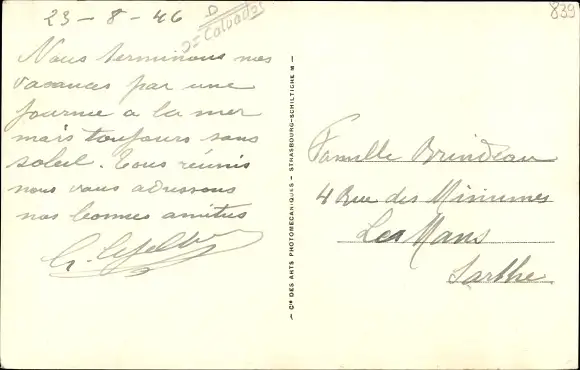 23-8-46
D
D= Calvados
839
Nous terminons nos
vacances par une
journée a la mer
mais toujours sans
soleil. Tous réunis
nous vous adressons
nos bonnes amitiés
Cie DES ARTS PHOTOMECANIQUES - STRASBOURG-SCHILTIGHEIM
Famille Brindeau
4 Rue des Minimes
Le Mans
Sarthe